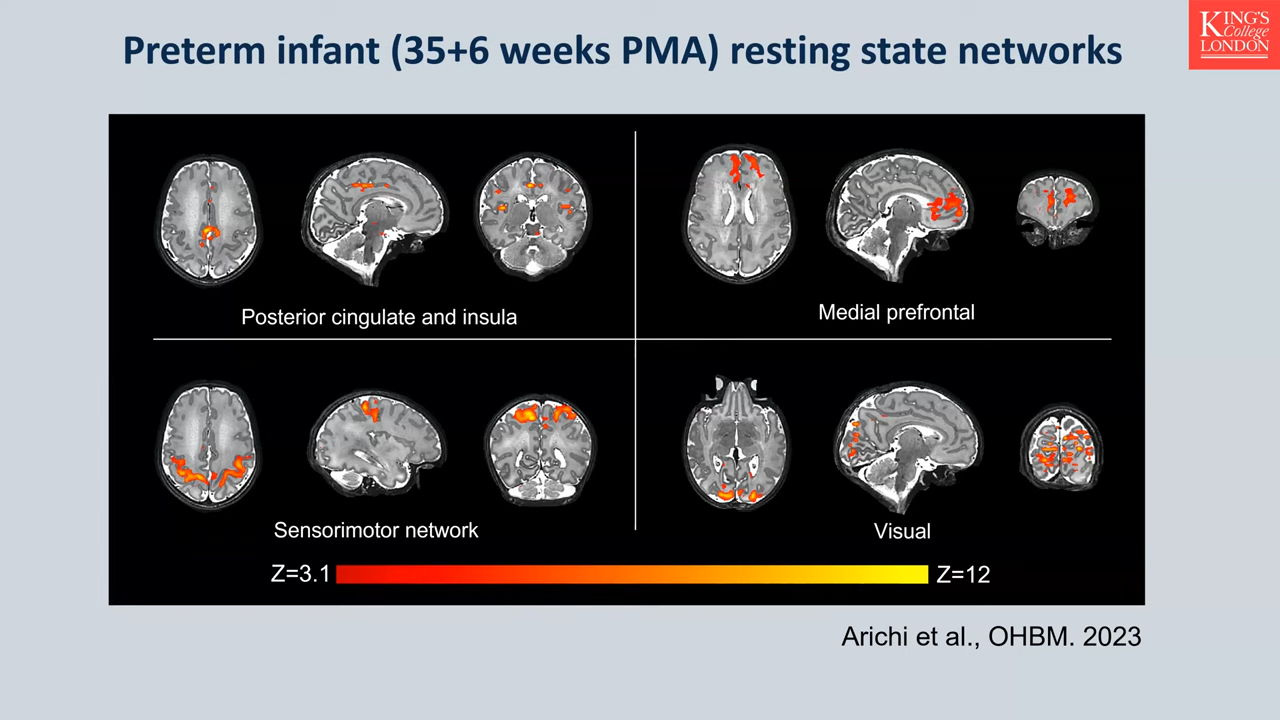 Preterm infant (35+6 weeks PMA) resting state networks
KING'S
College
LONDON
Posterior cingulate and insula
Medial prefrontal
Sensorimotor network
Visual
Z=3.1
Z=12
Arichi et al., OHBM. 2023